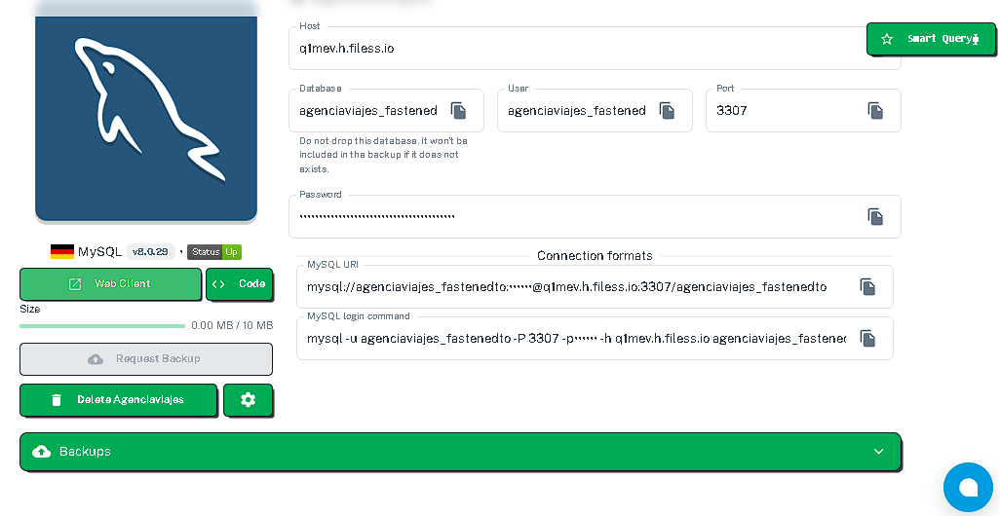 Host
q1mev.h.filess.io
Smart Query
Database
agenciaviajes_fastened
User
agenciaviajes_fastened
Port
3307
Do not drop this database. It won't be
included in the backup if it does not
exists.
Password
MySQL v8.0.29 • Status Up
Web Client
Code
Size
0.00 MB / 10 MB
Request Backup
Delete Agenciaviajes
Connection formats
MySQL URI
mysql://agenciaviajes_fastenedto:••••••@q1mev.h.filess.io:3307/agenciaviajes_fastenedto
MySQL login command
mysql -u agenciaviajes_fastenedto -P 3307 -p•••••• -h q1mev.h.filess.io agenciaviajes_fastened
Backups